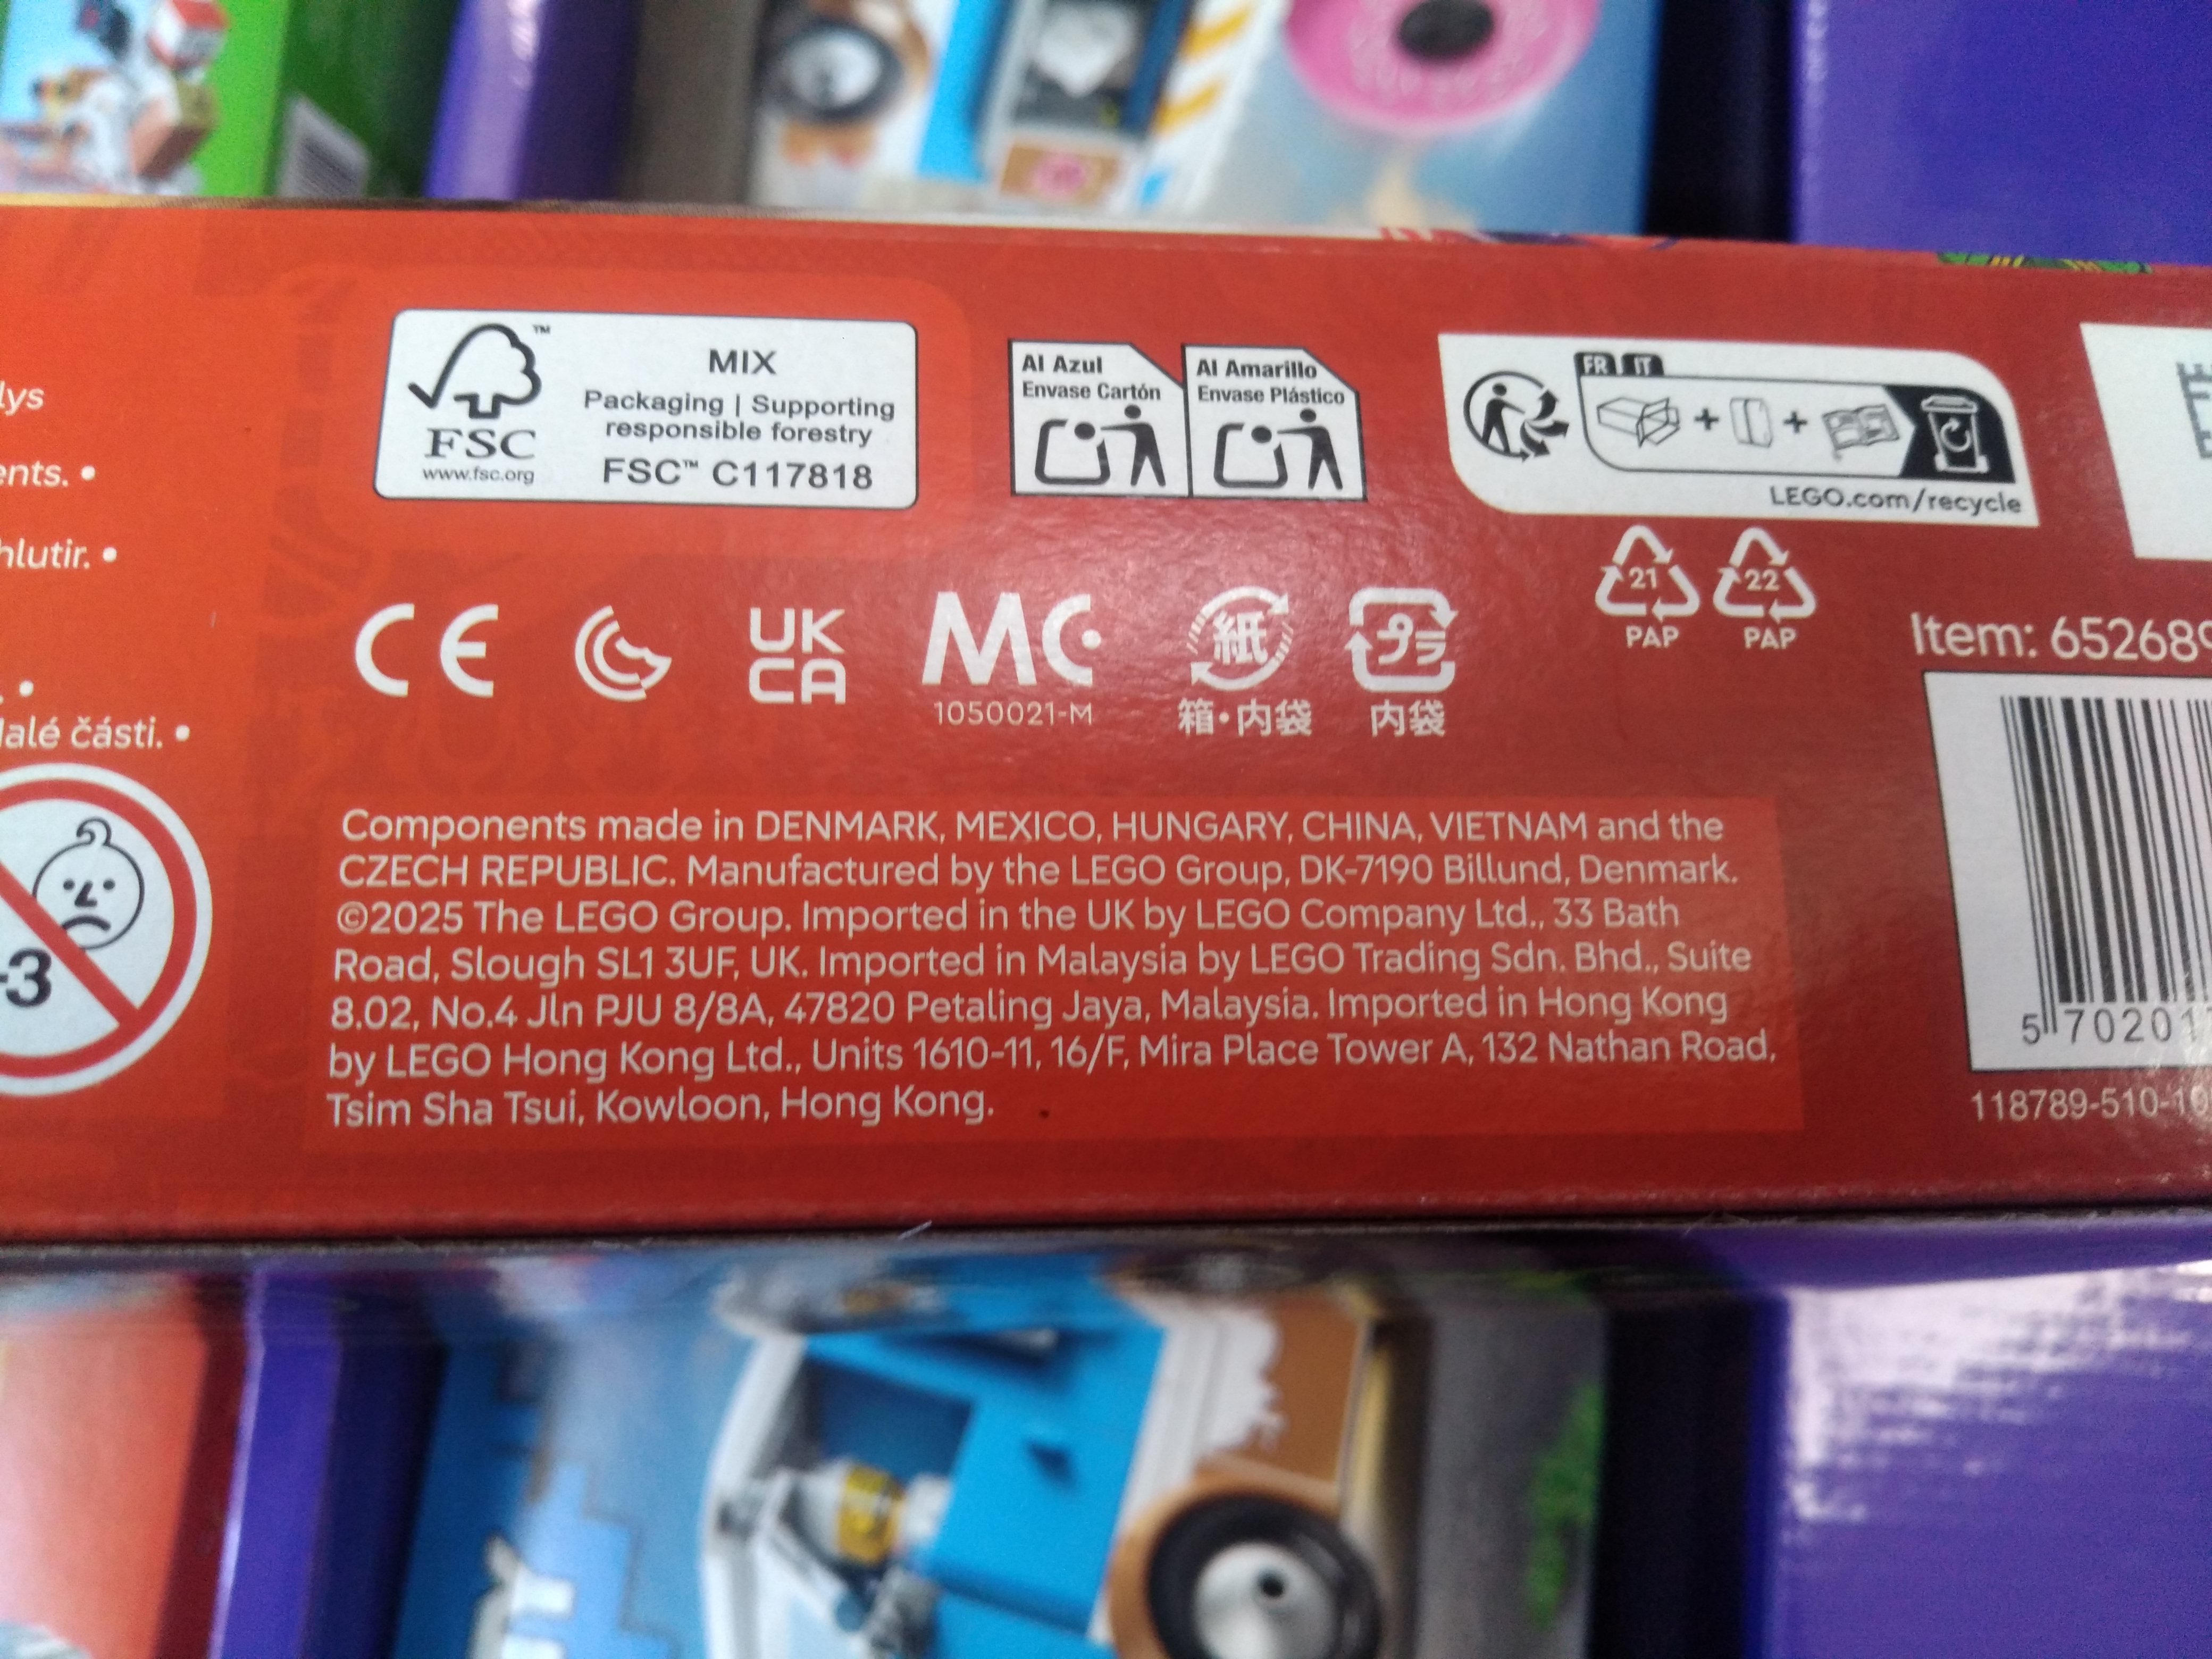 lys
ents. •
hlutir. •
. •
alé části. •
-3
FSC
™
www.fsc.org
MIX
Packaging | Supporting
responsible forestry
FSC™ C117818
Al Azul
Envase Cartón
Al Amarillo
Envase Plástico
FR IT
+ +
LEGO.com/recycle
CE
UK
CA
MC
1050021-M
紙
箱・内袋
プラ
内袋
21
PAP
22
PAP
Item: 65268
Components made in DENMARK, MEXICO, HUNGARY, CHINA, VIETNAM and the
CZECH REPUBLIC. Manufactured by the LEGO Group, DK-7190 Billund, Denmark.
©2025 The LEGO Group. Imported in the UK by LEGO Company Ltd., 33 Bath
Road, Slough SL1 3UF, UK. Imported in Malaysia by LEGO Trading Sdn. Bhd., Suite
8.02, No.4 Jln PJU 8/8A, 47820 Petaling Jaya, Malaysia. Imported in Hong Kong
by LEGO Hong Kong Ltd., Units 1610-11, 16/F, Mira Place Tower A, 132 Nathan Road,
Tsim Sha Tsui, Kowloon, Hong Kong.
5 70201
118789-510-1